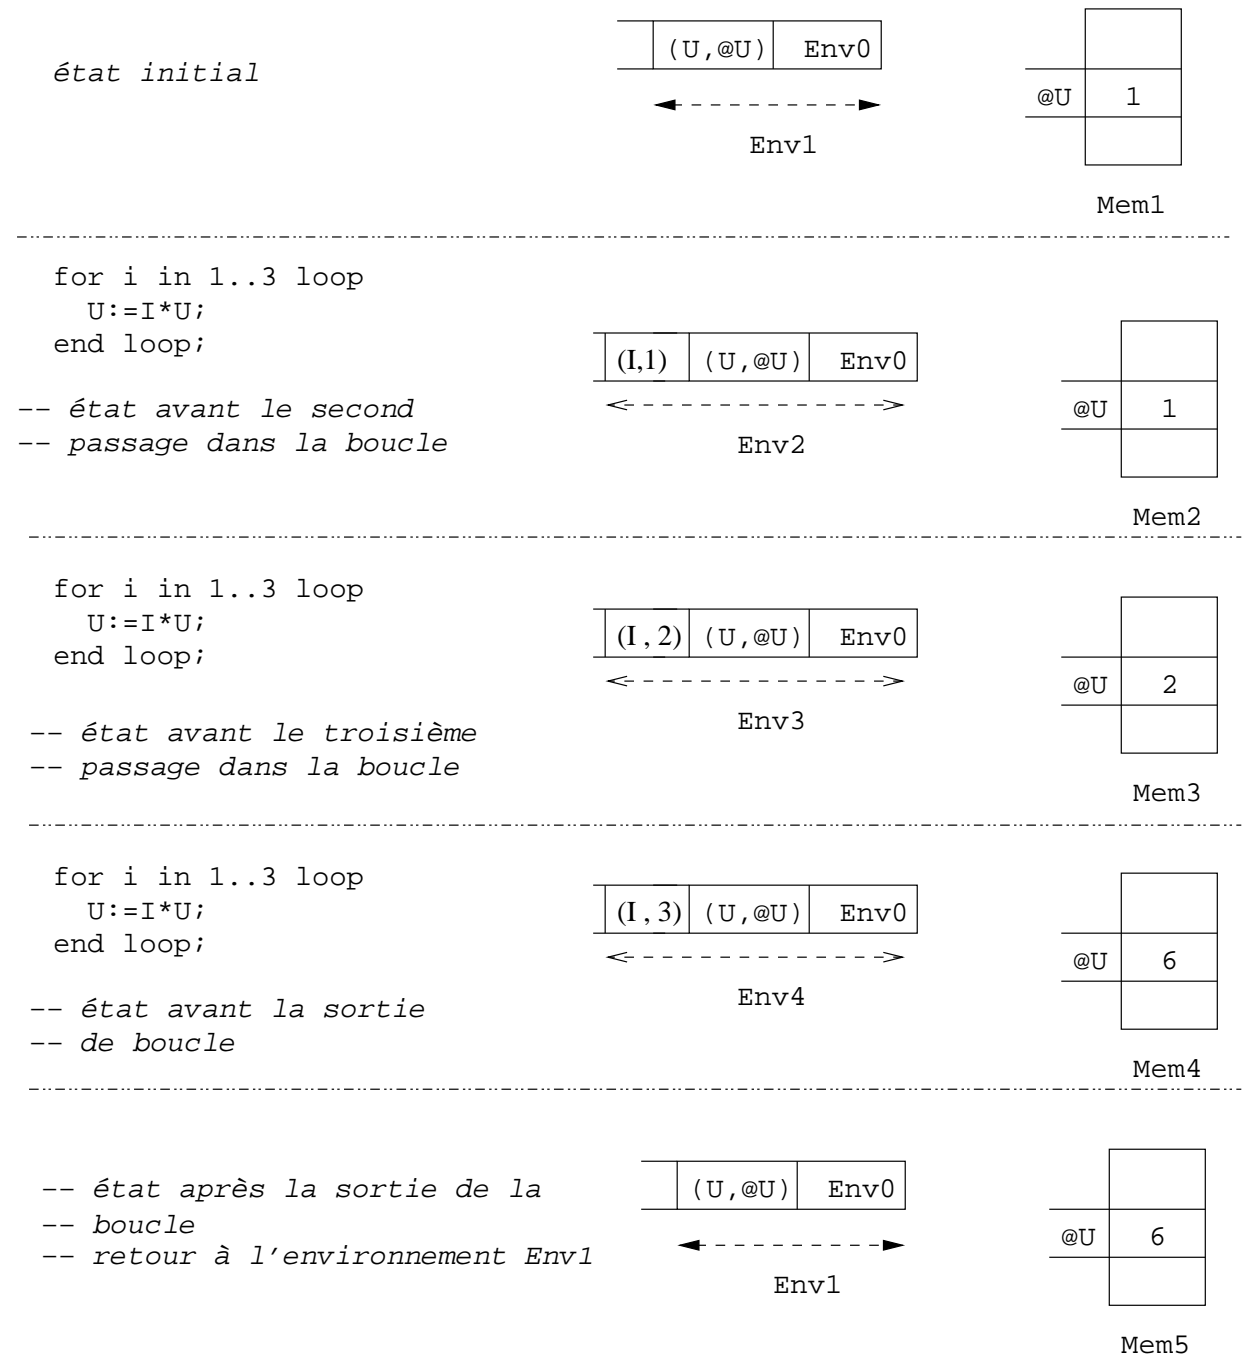 état initial
(U,@U) Env0
Env1
@U 1
Mem1
for i in 1..3 loop
U:=I*U;
end loop;
-- état avant le second
-- passage dans la boucle
(I,1) (U,@U) Env0
Env2
@U 1
Mem2
for i in 1..3 loop
U:=I*U;
end loop;
-- état avant le troisième
-- passage dans la boucle
(I , 2) (U,@U) Env0
Env3
@U 2
Mem3
for i in 1..3 loop
U:=I*U;
end loop;
-- état avant la sortie
-- de boucle
(I , 3) (U,@U) Env0
Env4
@U 6
Mem4
-- état après la sortie de la
-- boucle
-- retour à l'environnement Env1
(U,@U) Env0
Env1
@U 6
Mem5